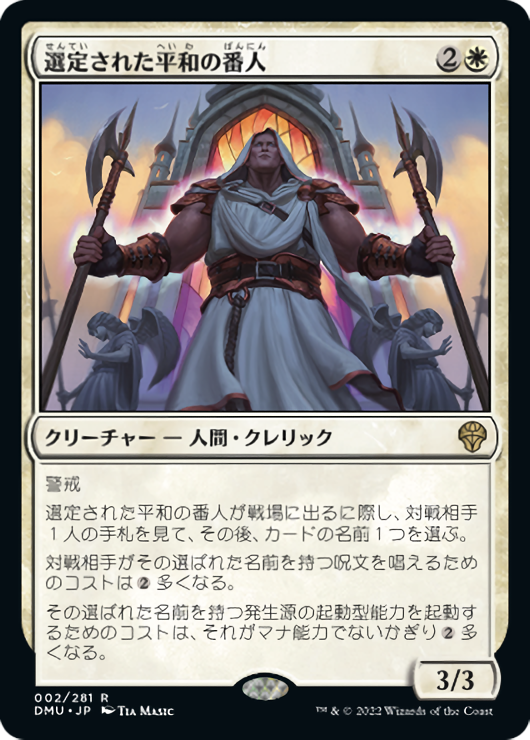 選定された平和の番人
せんてい へいわ ばんにん
2
クリーチャー — 人間・クレリック
警戒
選定された平和の番人が戦場に出るに際し、対戦相手
1人の手札を見て、その後、カードの名前1つを選ぶ。
対戦相手がその選ばれた名前を持つ呪文を唱えるため
のコストは 2 多くなる。
その選ばれた名前を持つ発生源の起動型能力を起動す
るためのコストは、それがマナ能力でないかぎり 2
多くなる。
3/3
002/281 R
DMU・JP Tia Masic
™ & © 2022 Wizards of the Coast